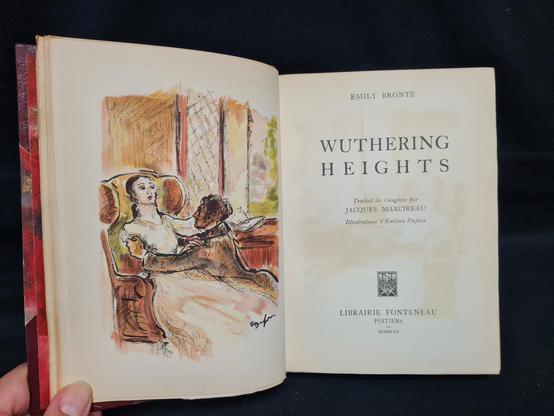 EMILY BRONTË
WUTHERING
HEIGHTS
Traduit de l'anglais par
JACQUES MARCIREAU
Illustrations d'Emilien Dufour
LIBRAIRIE FONTENEAU
POITIERS